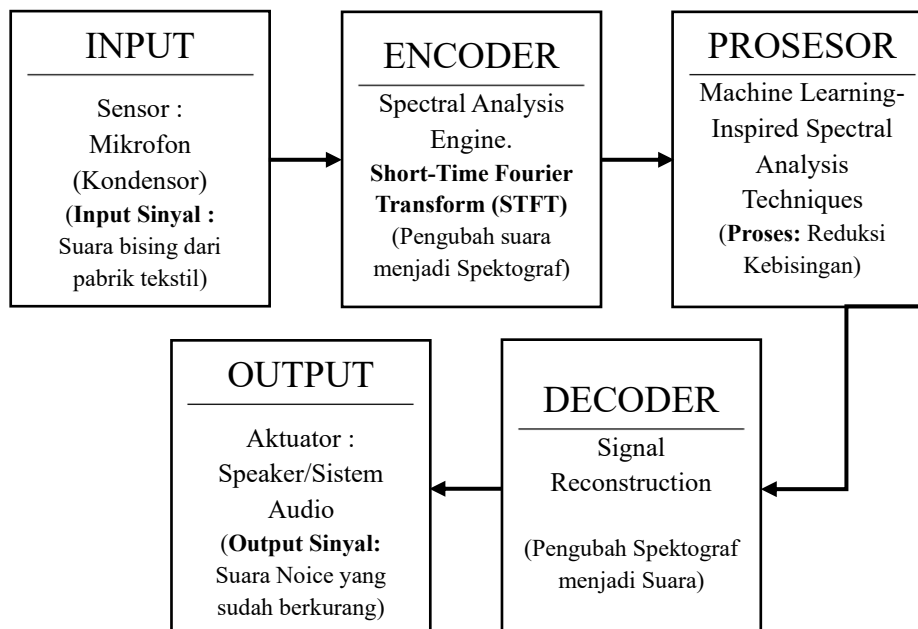 INPUT
Sensor :
Mikrofon
(Kondensor)
(Input Sinyal :
Suara bising dari
pabrik tekstil)
ENCODER
Spectral Analysis
Engine.
Short-Time Fourier
Transform (STFT)
(Pengubah suara
menjadi Spektograf)
PROSESOR
Machine Learning-
Inspired Spectral
Analysis
Techniques
(Proses: Reduksi
Kebisingan)
DECODER
Signal
Reconstruction
(Pengubah Spektograf
menjadi Suara)
OUTPUT
Aktuator :
Speaker/Sistem
Audio
(Output Sinyal:
Suara Noice yang
sudah berkurang)